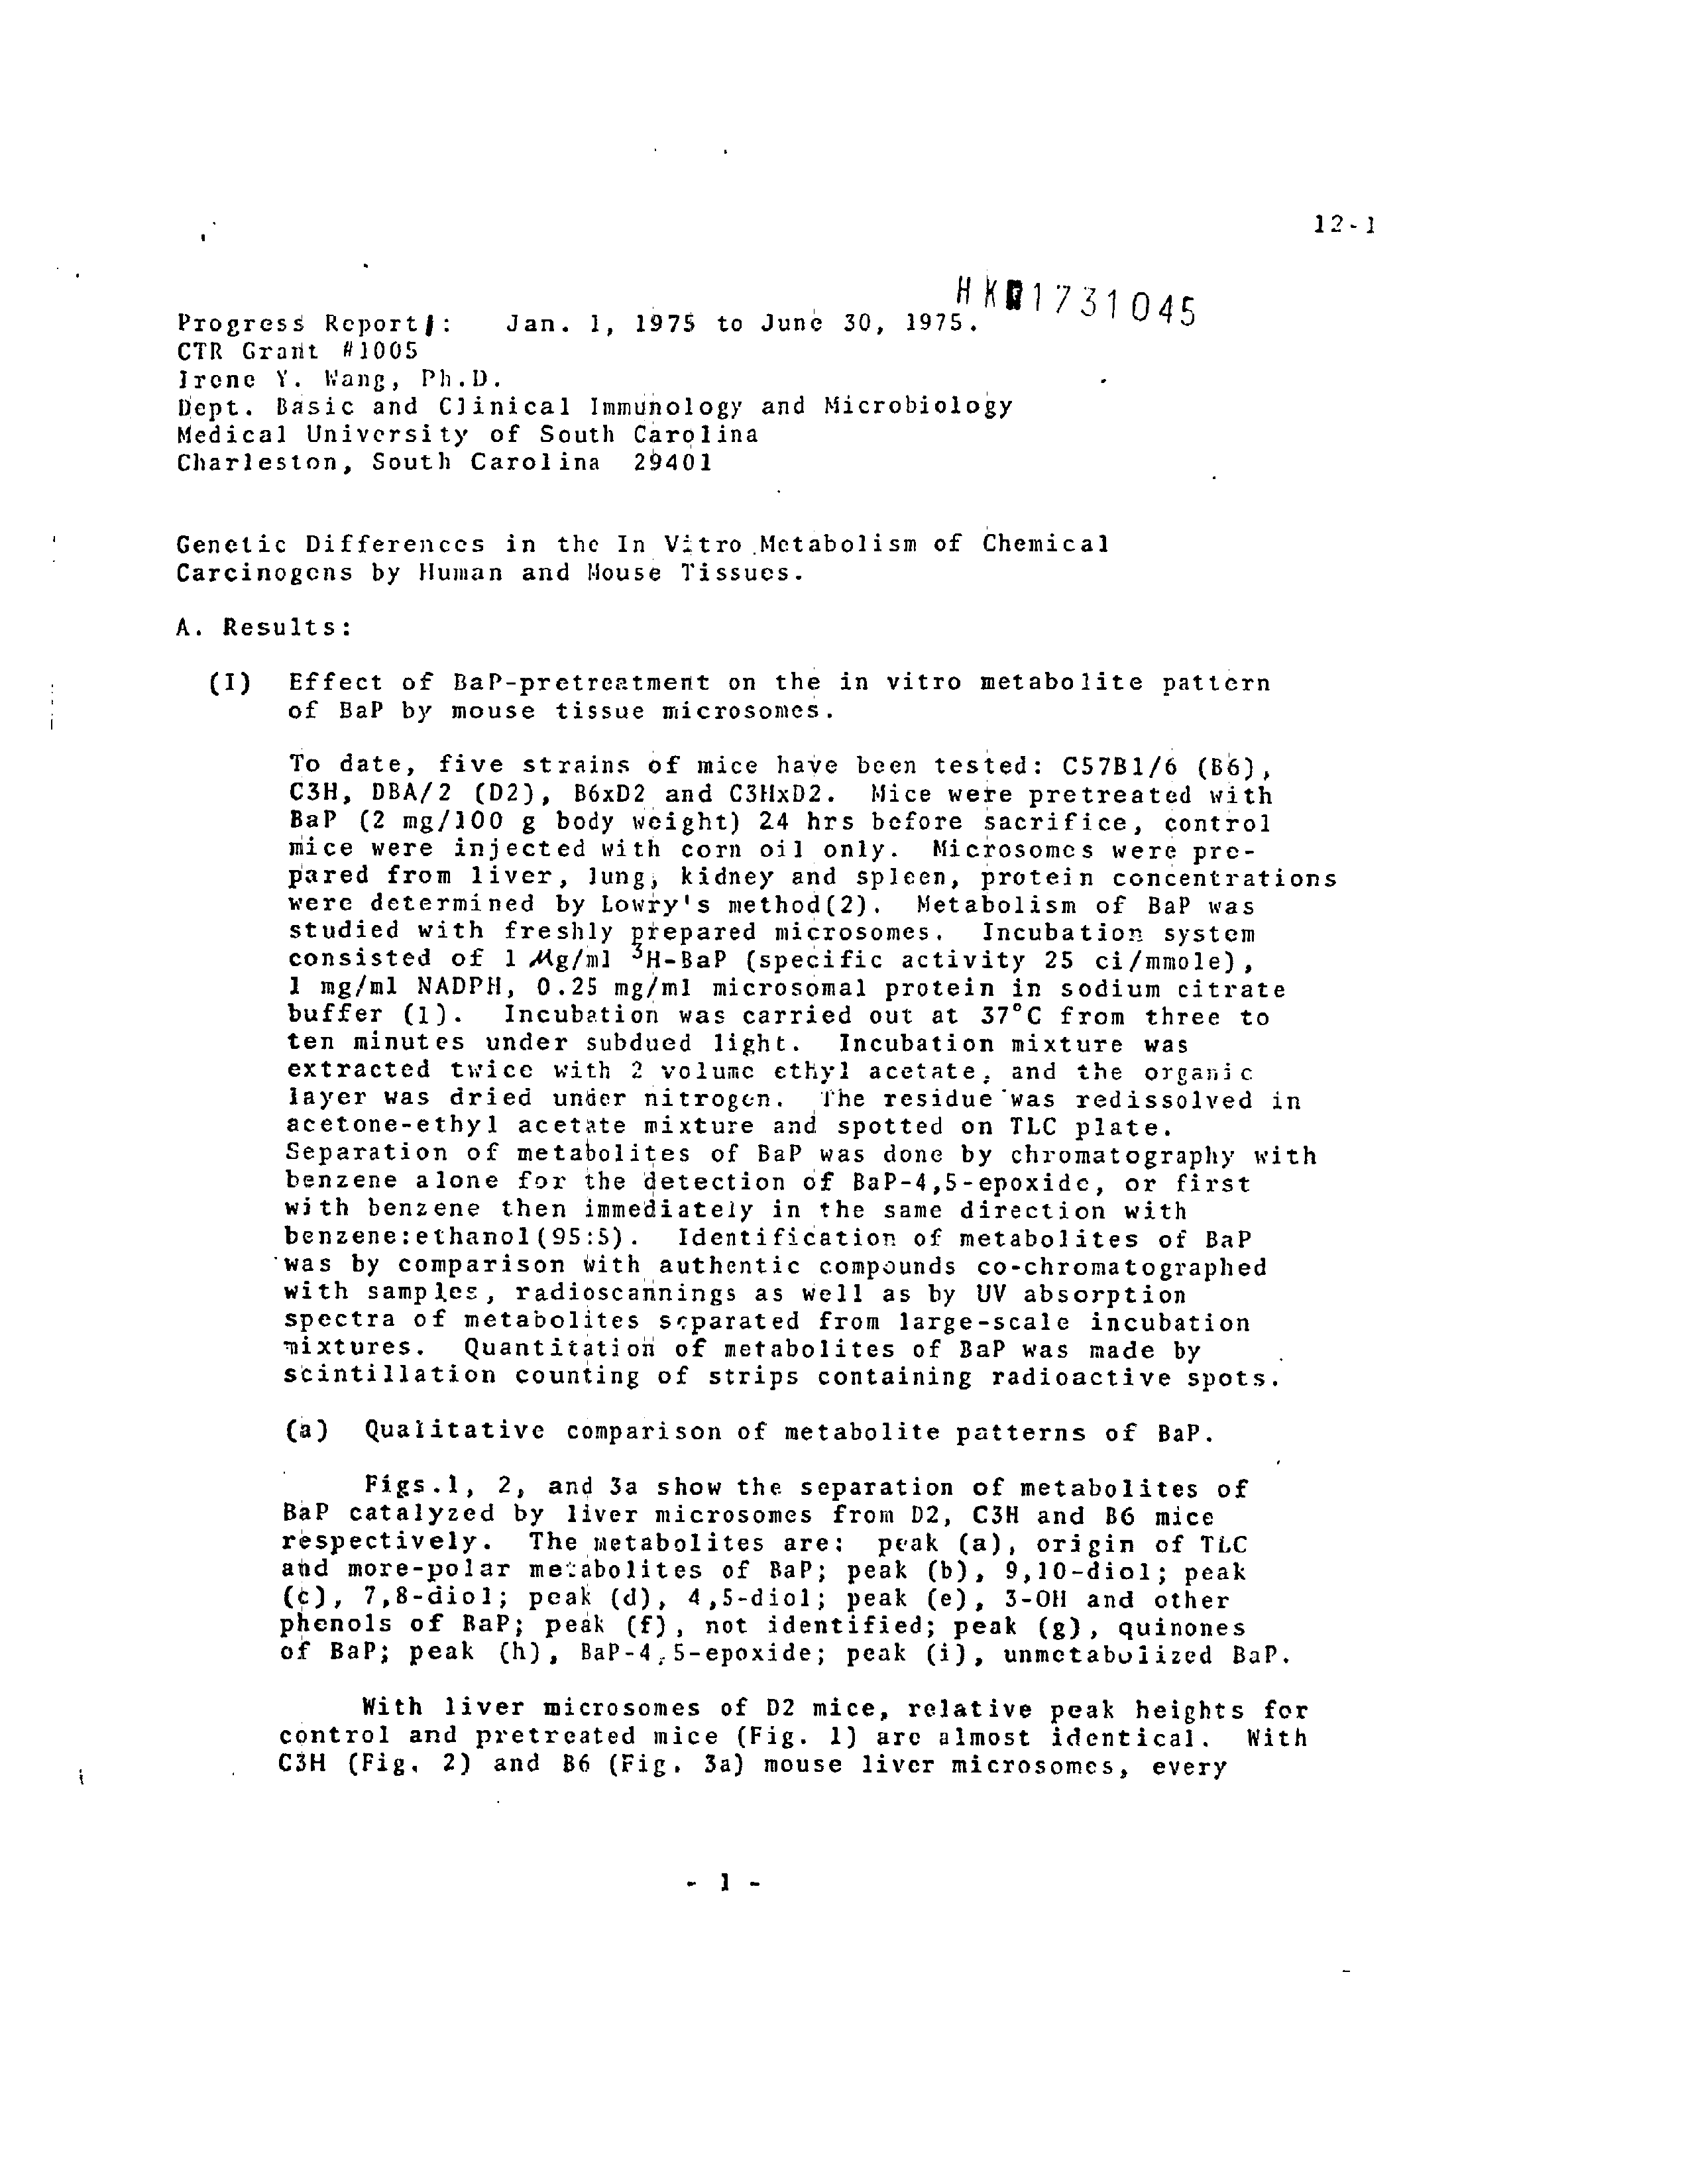 12-1
HK01731045
Progress Report: Jan. 1, 1975 to June 30, 1975.
CTR Grant #1005
Irene Y. Wang, Ph.D.
Dept. Basic and Clinical Immunology and Microbiology
Medical University of South Carolina
Charleston, South Carolina 29401
Genetic Differences in the In Vitro Metabolism of Chemical
Carcinogens by Human and Mouse Tissues.
A. Results:
(I) Effect of BaP-pretreatment on the in vitro metabolite pattern
of BaP by mouse tissue microsomes.
To date, five strains of mice have been tested: C57B1/6 (B6),
C3H, DBA/2 (D2), B6xD2 and C3HxD2. Mice were pretreated with
BaP (2 mg/100 g body weight) 24 hrs before sacrifice, control
mice were injected with corn oil only. Microsomes were pre-
pared from liver, lung, kidney and spleen, protein concentrations
were determined by Lowry's method(2). Metabolism of BaP was
studied with freshly prepared microsomes. Incubation system
consisted of 1 μg/ml ³H-BaP (specific activity 25 ci/mmole),
1 mg/ml NADPH, 0.25 mg/ml microsomal protein in sodium citrate
buffer (1). Incubation was carried out at 37°C from three to
ten minutes under subdued light. Incubation mixture was
extracted twice with 2 volume ethyl acetate, and the organic
layer was dried under nitrogen. The residue was redissolved in
acetone-ethyl acetate mixture and spotted on TLC plate.
Separation of metabolites of BaP was done by chromatography with
benzene alone for the detection of BaP-4,5-epoxide, or first
with benzene then immediately in the same direction with
benzene:ethanol(95:5). Identification of metabolites of BaP
was by comparison with authentic compounds co-chromatographed
with samples, radioscannings as well as by UV absorption
spectra of metabolites separated from large-scale incubation
mixtures. Quantitation of metabolites of BaP was made by
scintillation counting of strips containing radioactive spots.
(a) Qualitative comparison of metabolite patterns of BaP.
Figs.1, 2, and 3a show the separation of metabolites of
BaP catalyzed by liver microsomes from D2, C3H and B6 mice
respectively. The metabolites are: peak (a), origin of TLC
and more-polar metabolites of BaP; peak (b), 9,10-diol; peak
(c), 7,8-diol; peak (d), 4,5-diol; peak (e), 3-OH and other
phenols of BaP; peak (f), not identified; peak (g), quinones
of BaP; peak (h), BaP-4,5-epoxide; peak (i), unmetabolized BaP.
With liver microsomes of D2 mice, relative peak heights for
control and pretreated mice (Fig. 1) are almost identical. With
C3H (Fig. 2) and B6 (Fig. 3a) mouse liver microsomes, every
- 1 -